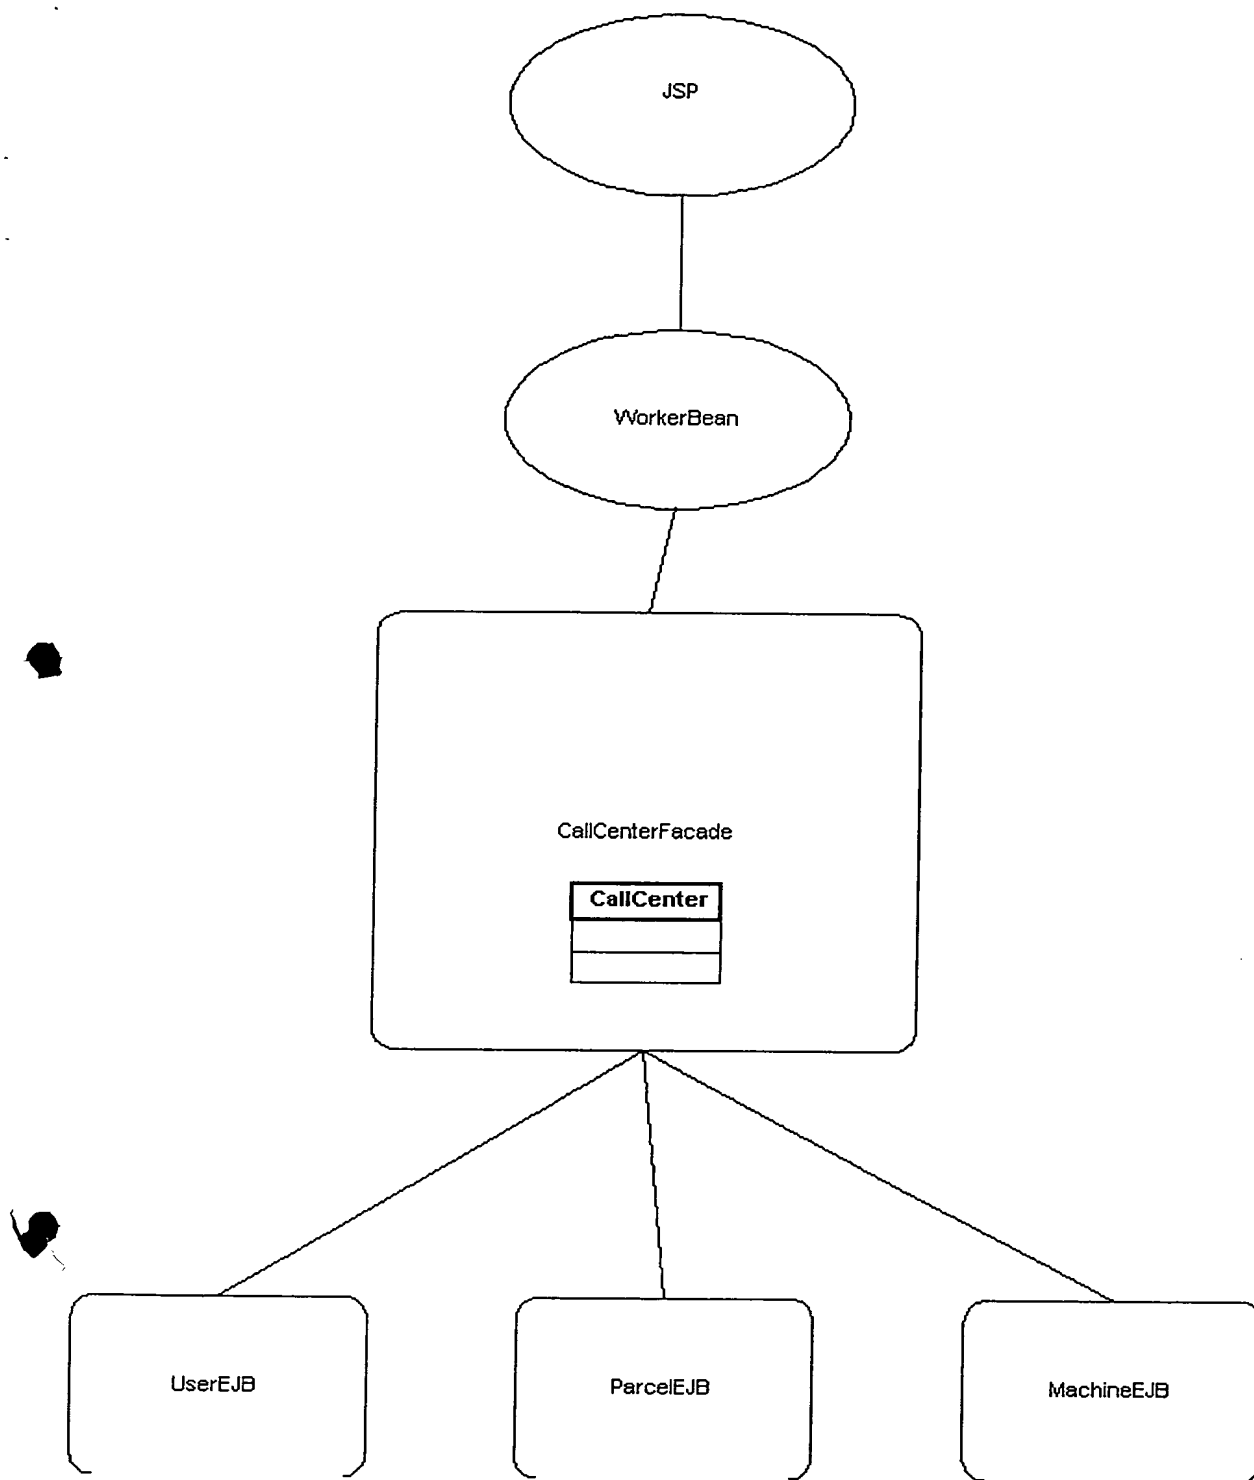 JSP
WorkerBean
CallCenterFacade
CallCenter
UserEJB
ParcelEJB
MachineEJB